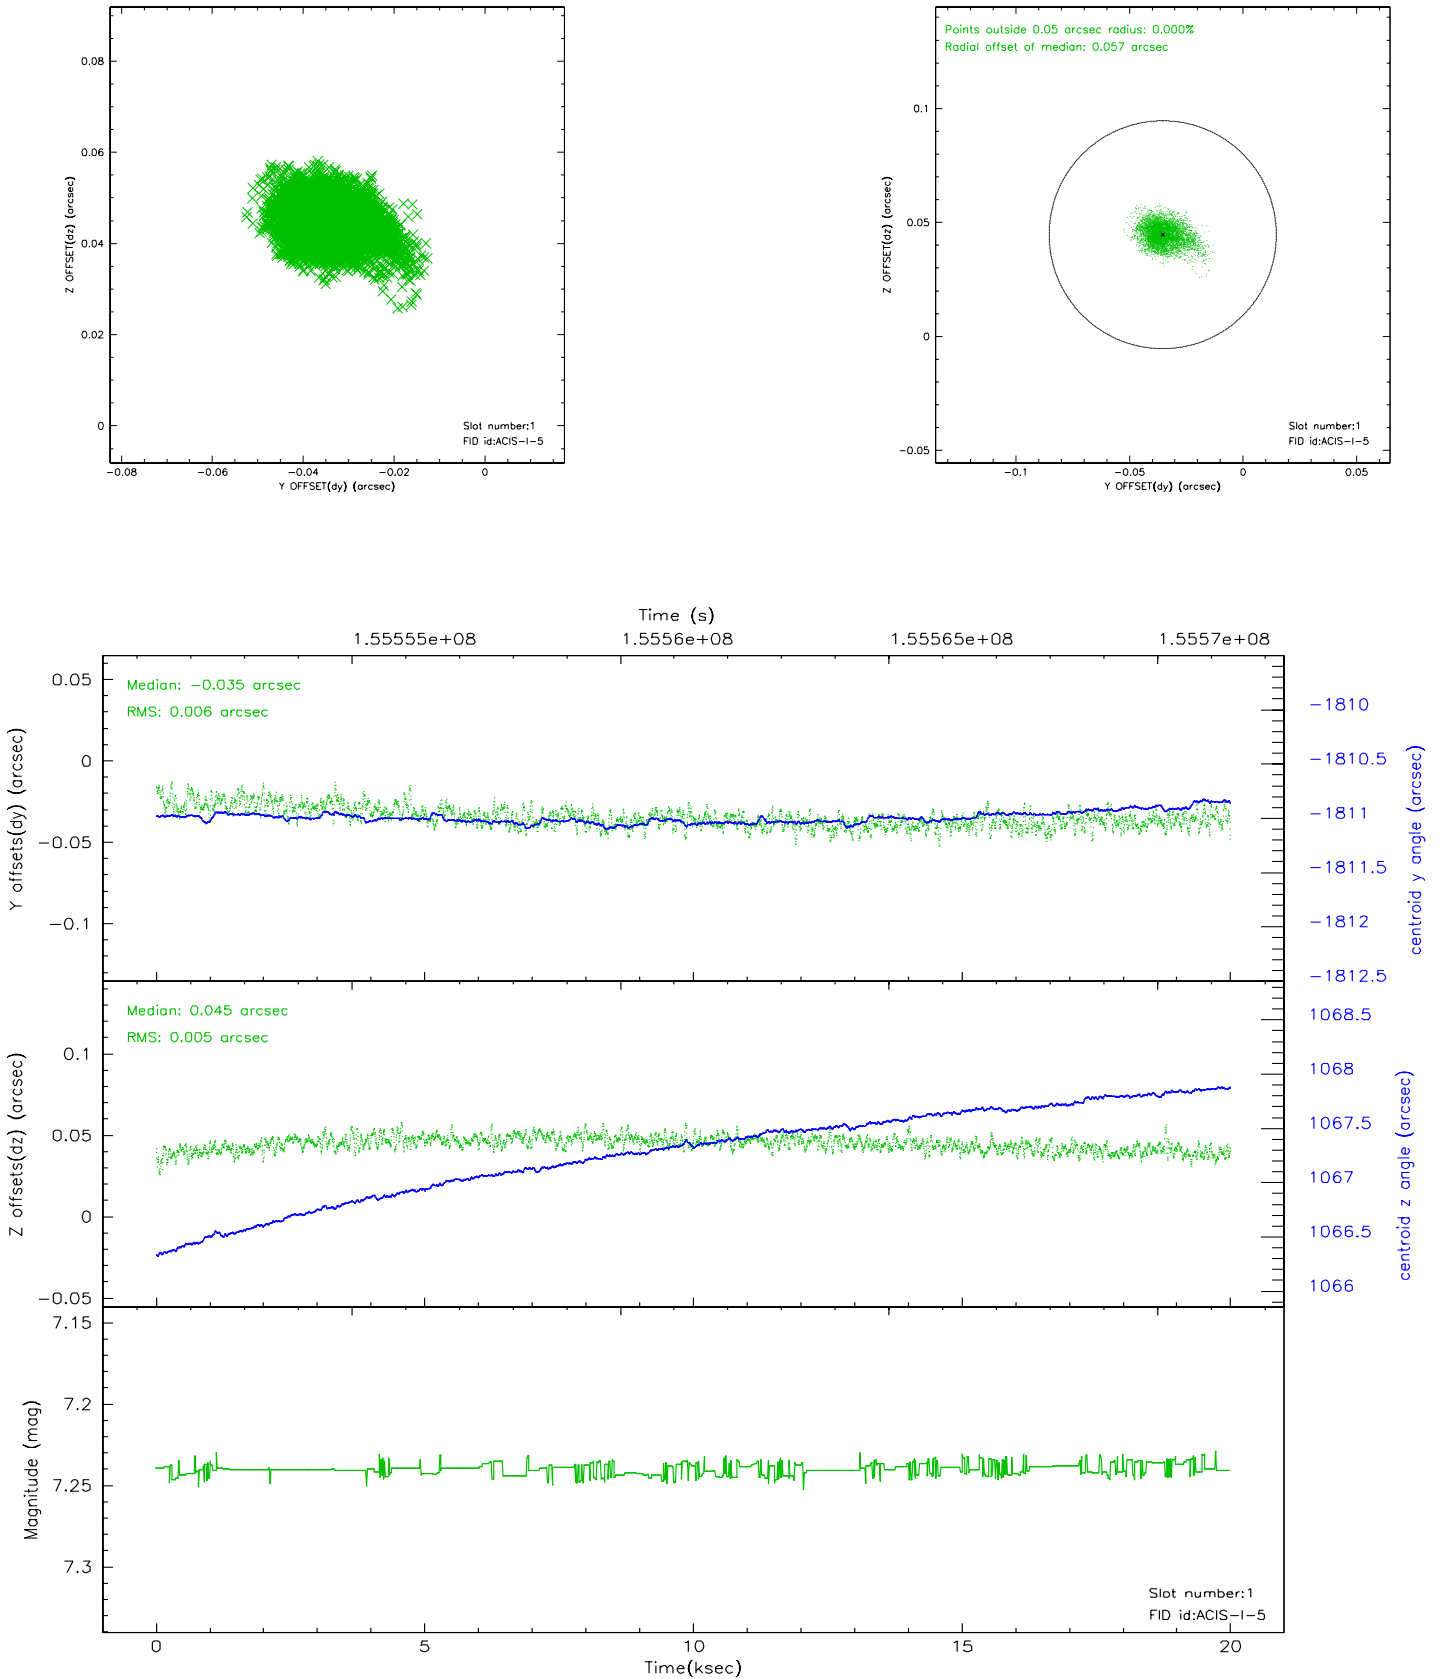 0.08
0.06
0.04
0.02
0
Z OFFSET(dz) (arcsec)
-0.08 -0.06 -0.04 -0.02 0
Y OFFSET(dy) (arcsec)
Slot number:1
FID id:ACIS-I-5
Points outside 0.05 arcsec radius: 0.000%
Radial offset of median: 0.057 arcsec
0.1
0.05
0
-0.05
Z OFFSET(dz) (arcsec)
-0.1 -0.05 0 0.05
Y OFFSET(dy) (arcsec)
Slot number:1
FID id:ACIS-I-5
Time (s)
1.55555e+08 1.5556e+08 1.55565e+08 1.5557e+08
Median: -0.035 arcsec
RMS: 0.006 arcsec
0.05
0
-0.05
-0.1
Y offsets(dy) (arcsec)
-1810
-1810.5
-1811
-1811.5
-1812
-1812.5
centroid y angle (arcsec)
Median: 0.045 arcsec
RMS: 0.005 arcsec
0.1
0.05
0
-0.05
Z offsets(dz) (arcsec)
1068.5
1068
1067.5
1067
1066.5
1066
centroid z angle (arcsec)
7.15
7.2
7.25
7.3
Magnitude (mag)
Slot number:1
FID id:ACIS-I-5
0 5 10 15 20
Time(ksec)